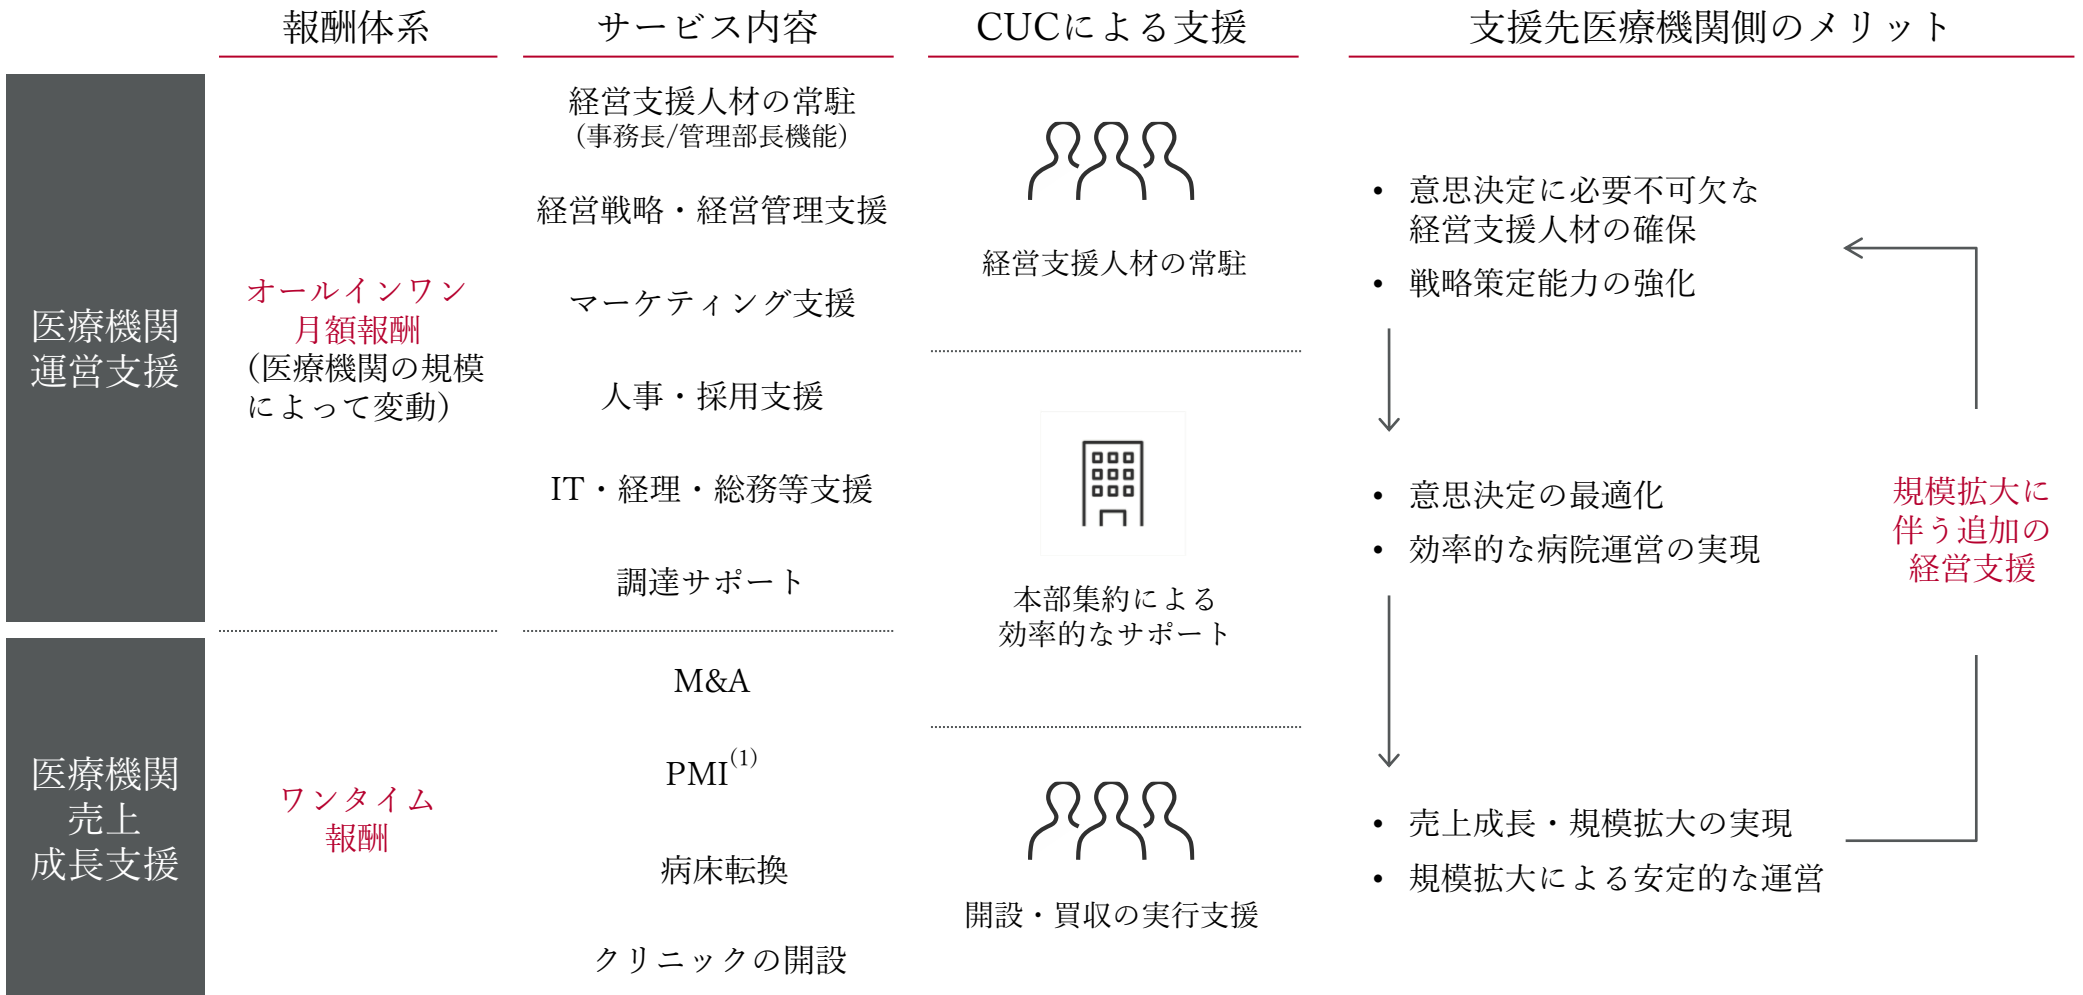 報酬体系
サービス内容
CUCによる支援
支援先医療機関側のメリット
医療機関
運営支援
オールインワン
月額報酬
(医療機関の規模
によって変動)
経営支援人材の常駐
(事務長/管理部長機能)
経営戦略・経営管理支援
マーケティング支援
人事・採用支援
IT・経理・総務等支援
調達サポート
経営支援人材の常駐
本部集約による
効率的なサポート
• 意思決定に必要不可欠な
経営支援人材の確保
• 戦略策定能力の強化
• 意思決定の最適化
• 効率的な病院運営の実現
規模拡大に
伴う追加の
経営支援
医療機関
売上
成長支援
ワンタイム
報酬
M&A
PMI(1)
病床転換
クリニックの開設
開設・買収の実行支援
• 売上成長・規模拡大の実現
• 規模拡大による安定的な運営